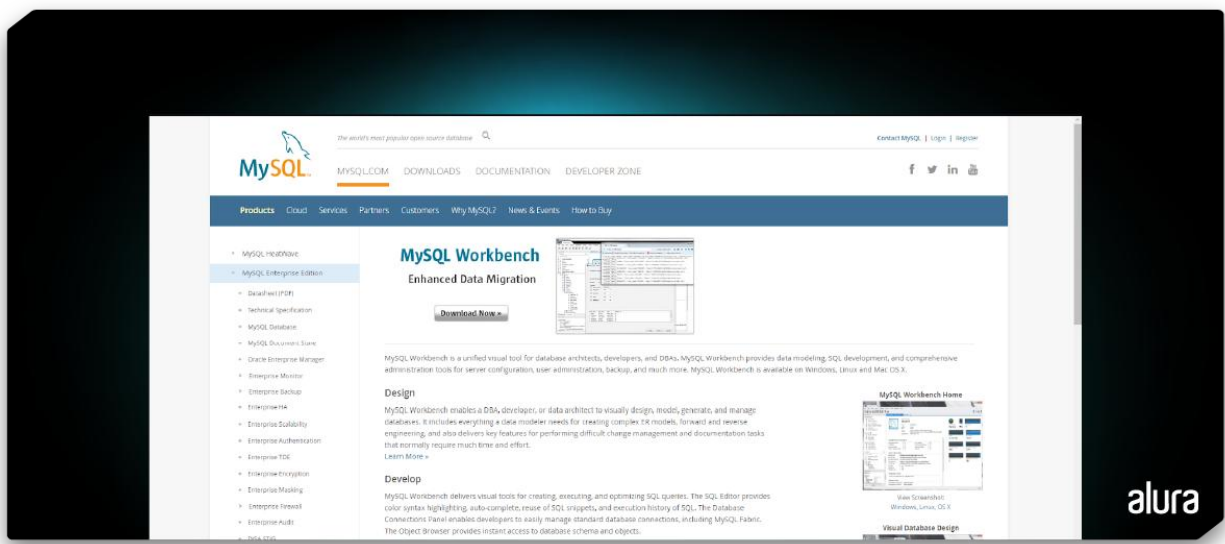 The world's most popular open source database
Contact MySQL | Login | Register
MySQL
MYSQL.COM DOWNLOADS DOCUMENTATION DEVELOPER ZONE
Products Cloud Services Partners Customers Why MySQL? News & Events How to Buy
MySQL HeatWave
MySQL Enterprise Edition
Datasheet (PDF)
Technical Specification
MySQL Database
MySQL Document Store
Oracle Enterprise Manager
Enterprise Monitor
Enterprise Backup
Enterprise HA
Enterprise Scalability
Enterprise Authentication
Enterprise TDE
Enterprise Encryption
Enterprise Masking
Enterprise Firewall
Enterprise Audit
MySQL Workbench
Enhanced Data Migration
Download Now »
MySQL Workbench is a unified visual tool for database architects, developers, and DBAs. MySQL Workbench provides data modeling, SQL development, and comprehensive
administration tools for server configuration, user administration, backup, and much more. MySQL Workbench is available on Windows, Linux and Mac OS X.
Design
MySQL Workbench enables a DBA, developer, or data architect to visually design, model, generate, and manage
databases. It includes everything a data modeler needs for creating complex ER models, forward and reverse
engineering, and also delivers key features for performing difficult change management and documentation tasks
that normally require much time and effort.
Learn More »
Develop
MySQL Workbench delivers visual tools for creating, executing, and optimizing SQL queries. The SQL Editor provides
color syntax highlighting, auto-complete, reuse of SQL snippets, and execution history of SQL. The Database
Connections Panel enables developers to easily manage standard database connections, including MySQL Fabric.
The Object Browser provides instant access to database schema and objects.
MySQL Workbench Home
View Screenshot:
Windows, Linux, OS X
Visual Database Design
alura